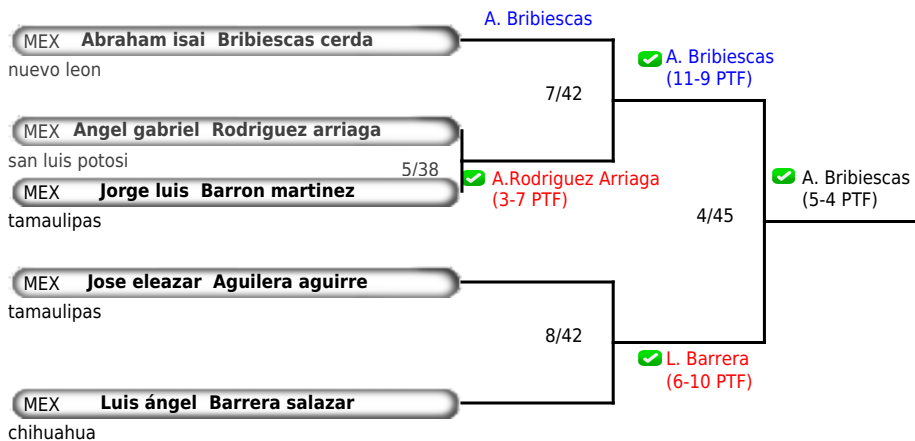 A. Bribiescas
MEX Abraham isai Bribiescas cerda
nuevo leon
A. Bribiescas
(11-9 PTF)
7/42
MEX Angel gabriel Rodriguez arriaga
san luis potosi
5/38
A.Rodriguez Arriaga
(3-7 PTF)
MEX Jorge luis Barron martinez
tamaulipas
A. Bribiescas
(5-4 PTF)
4/45
MEX Jose eleazar Aguilera aguirre
tamaulipas
8/42
L. Barrera
(6-10 PTF)
MEX Luis ángel Barrera salazar
chihuahua